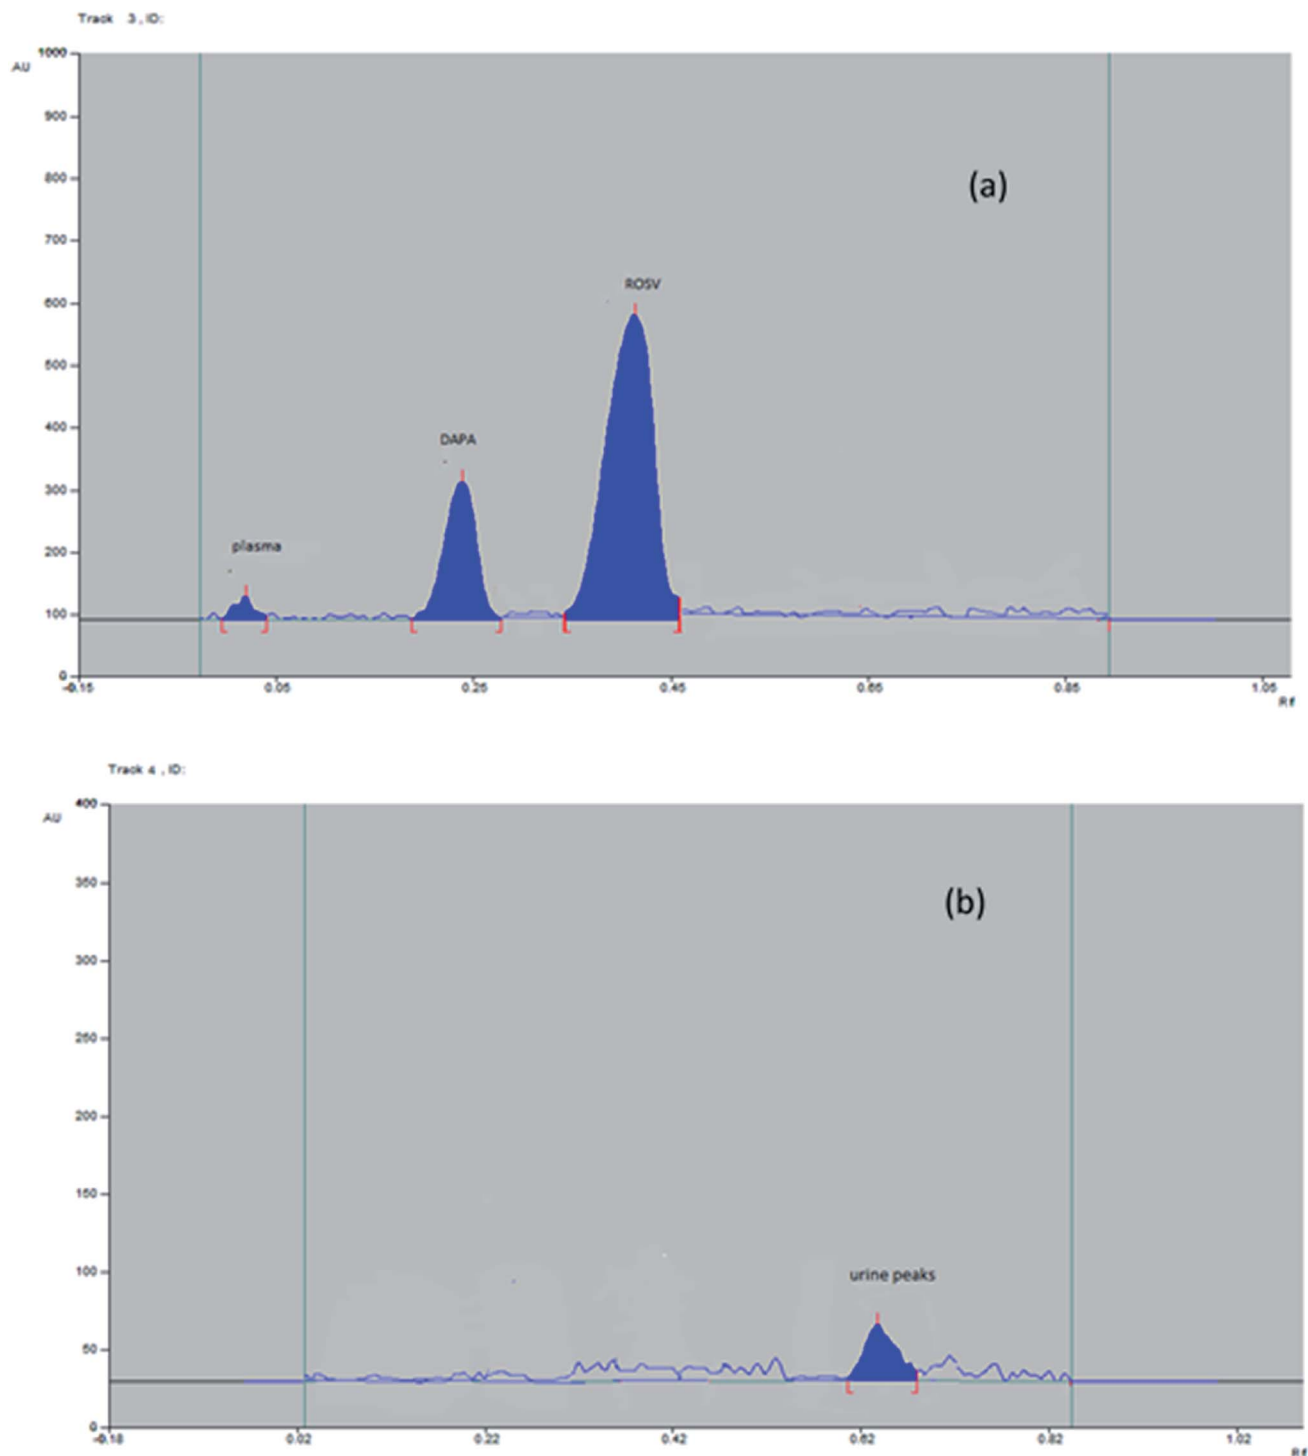 Track 3 , ID:
1000
AU
900
800
(a)
700
600
ROSV
500
400
DAPA
300
200
plasma
100
0
-0.15 0.05 0.25 0.45 0.65 0.85 1.05
Rf
Track 4 , ID:
400
AU
350
(b)
300
250
200
150
100
urine peaks
50
0
-0.18 0.02 0.22 0.42 0.62 0.82 1.02
Rf